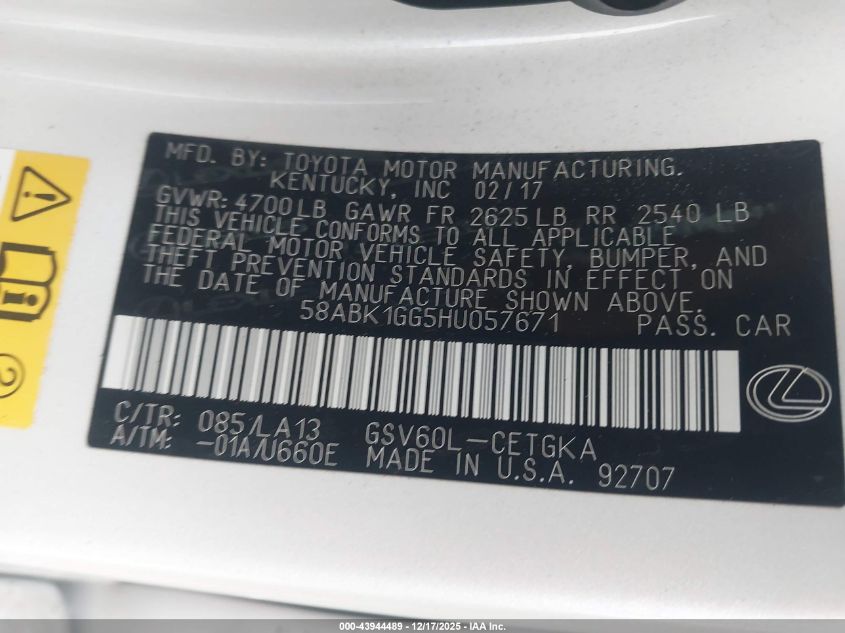 MFD. BY: TOYOTA MOTOR MANUFACTURING.
KENTUCKY, INC 02/17
GVWR: 4700LB GAWR FR 2625LB RR 2540 LB
THIS VEHICLE CONFORMS TO ALL APPLICABLE
FEDERAL MOTOR VEHICLE SAFETY, BUMPER, AND
THEFT PREVENTION STANDARDS IN EFFECT ON
THE DATE OF MANUFACTURE SHOWN ABOVE.
58ABK1GG5HU057671 PASS. CAR
C/TR: 085/LA13 GSV60L-CETGKA
A/TM: -01A/U660E MADE IN U.S.A. 92707
2
000-43944489 - 12/17/2025 - IAA Inc.